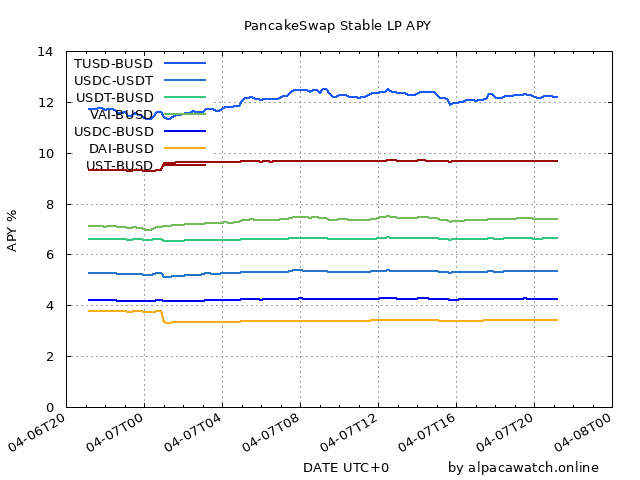 PancakeSwap Stable LP APY
14
12
10
8
6
4
2
0
APY %
TUSD-BUSD
USDC-USDT
USDT-BUSD
VAI-BUSD
USDC-BUSD
DAI-BUSD
UST-BUSD
04-06T20
04-07T00
04-07T04
04-07T08
04-07T12
04-07T16
04-07T20
04-08T00
DATE UTC+0
by alpacawatch.online